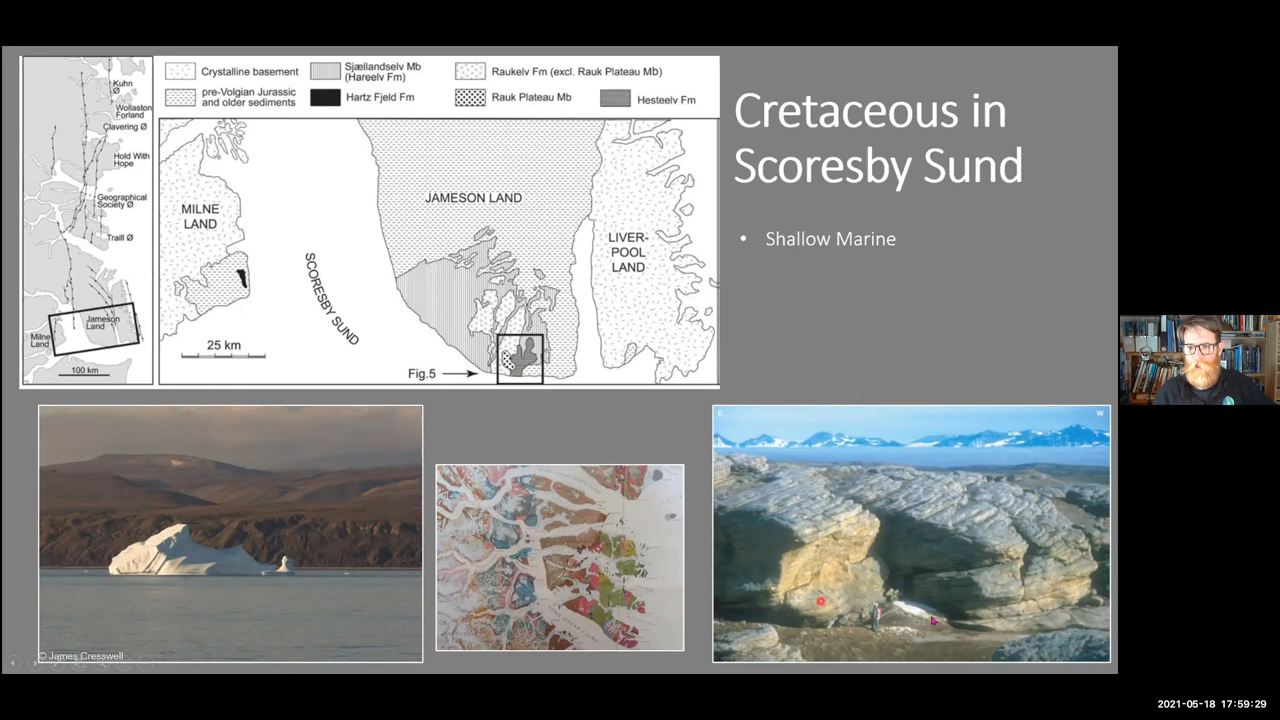 Kuhn
Ø
Wollaston
Forland
Clavering Ø
Hold With
Hope
Geographical
Society Ø
Traill Ø
Jameson
Land
Milne
Land
100 km
Crystalline basement
pre-Volgian Jurassic
and older sediments
Sjællandselv Mb
(Hareelv Fm)
Hartz Fjeld Fm
Raukelv Fm (excl. Rauk Plateau Mb)
Rauk Plateau Mb
Hesteelv Fm
MILNE
LAND
SCORESBY SUND
JAMESON LAND
LIVER-
POOL
LAND
25 km
Fig.5
Cretaceous in
Scoresby Sund
• Shallow Marine
© James Cresswell
E
W
2021-05-18 17:59:29